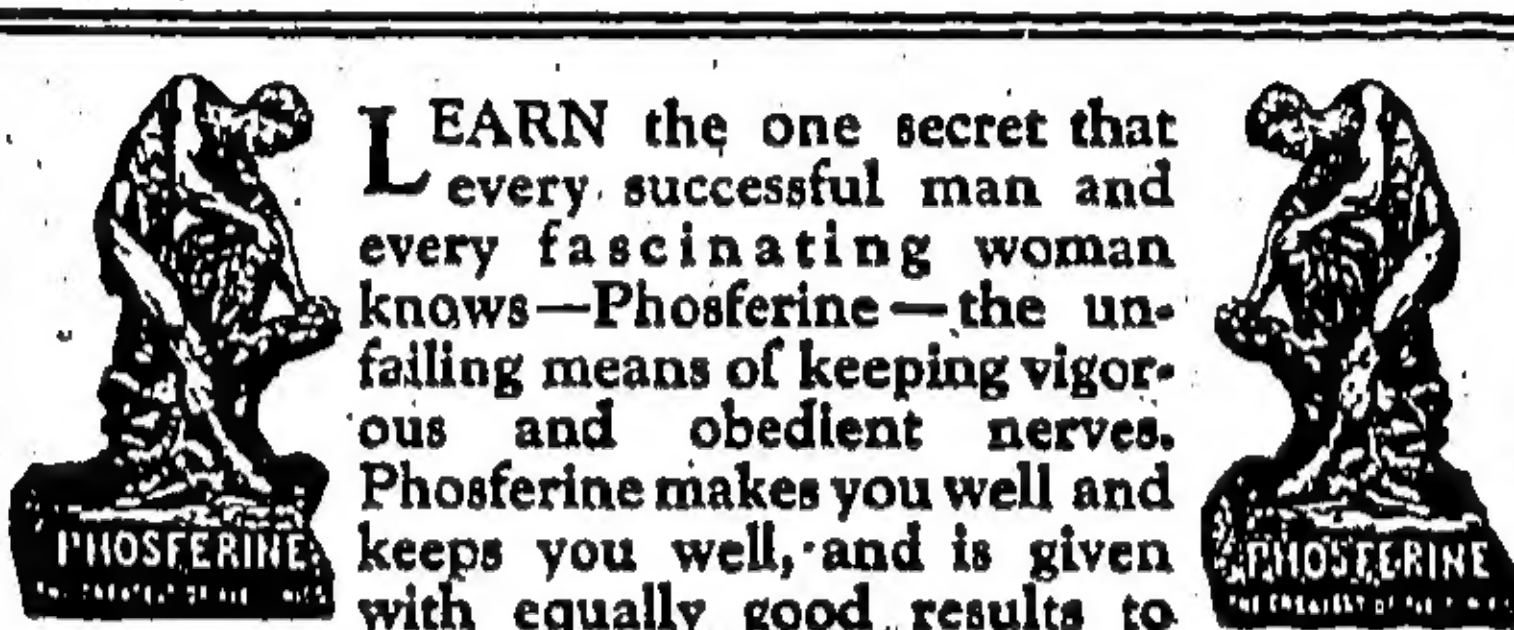 LEARN the one secret that
every successful man and
every fascinating woman
knows—Phosferine—the un-
failing means of keeping vigor-
ous and obedient nerves.
Phosferine makes you well and
keeps you well, and is given
with equally good results to
PHOSFERINE
PHOSFERINE